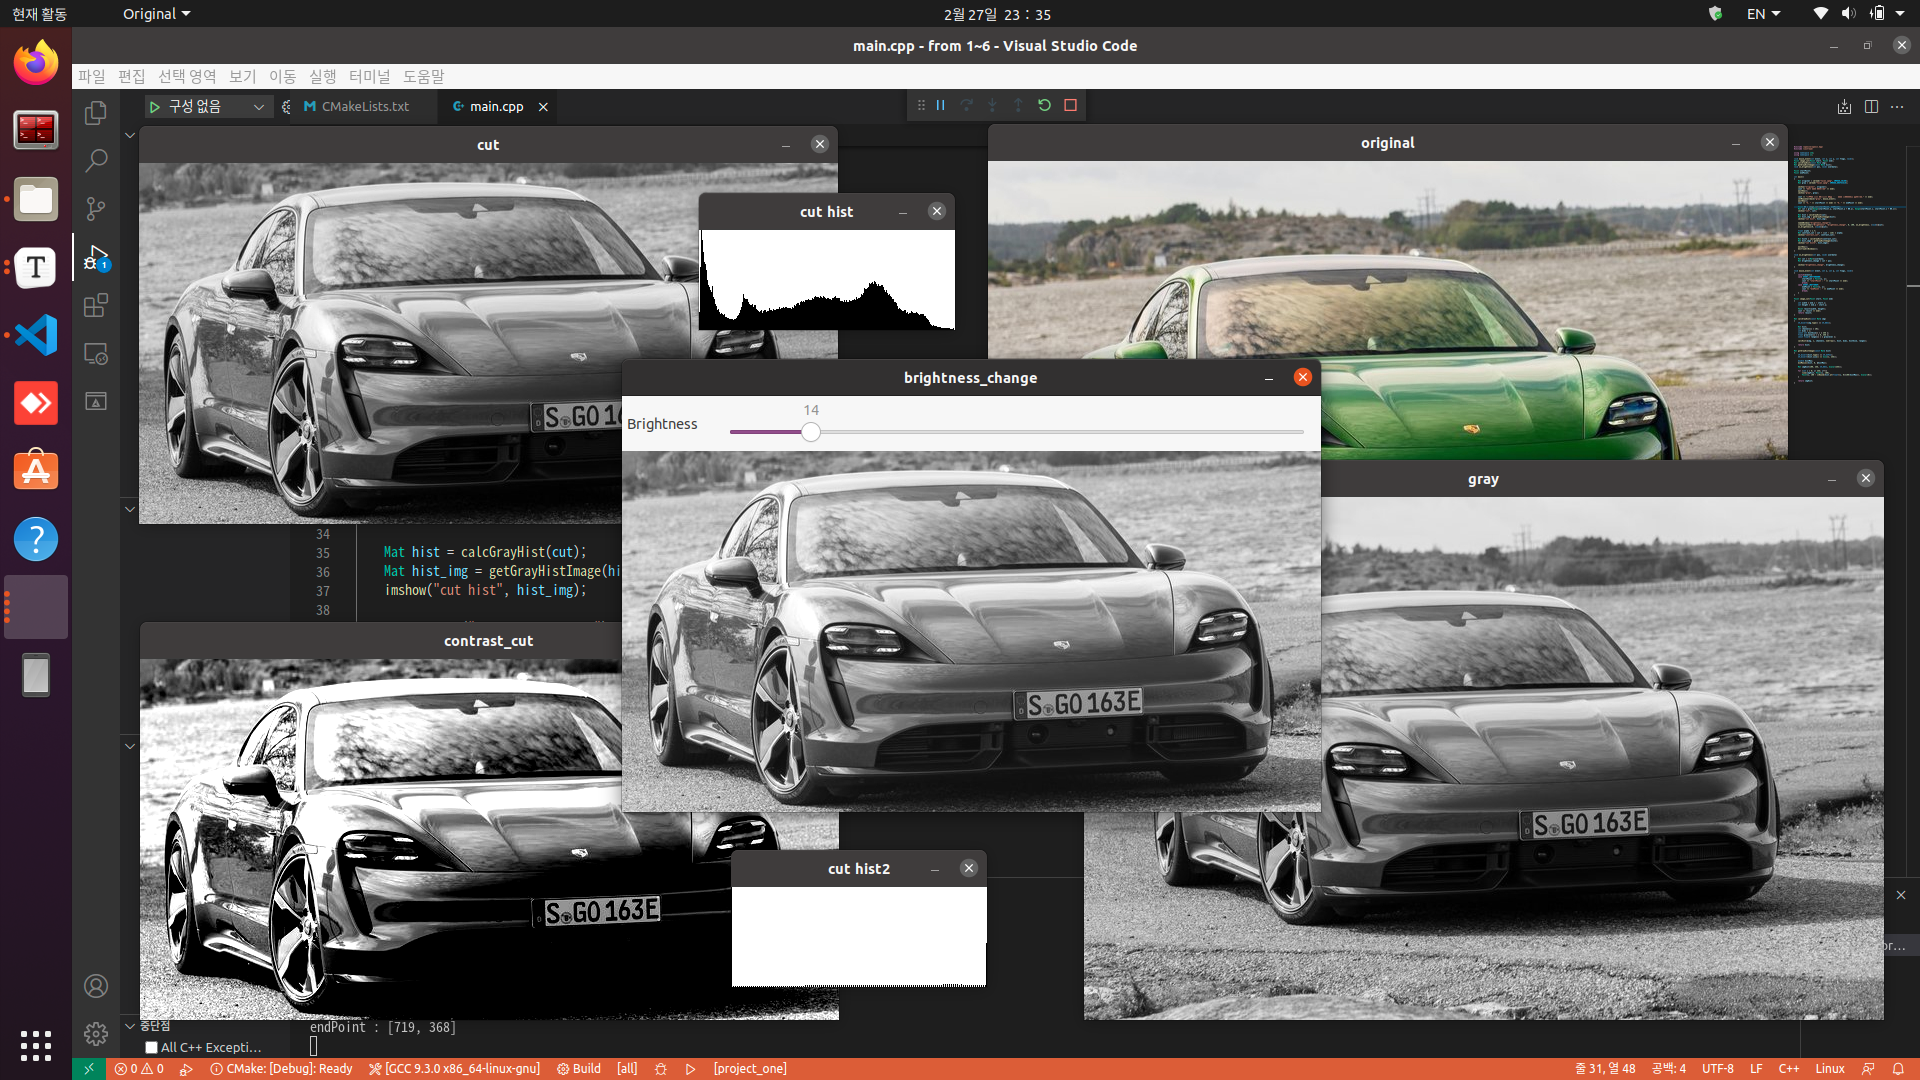 현재 활동
Original
2월 27일 23 : 35
EN
main.cpp - from 1~6 - Visual Studio Code
파일 편집 선택 영역 보기 이동 실행 터미널 도움말
구성 없음
CMakeLists.txt
main.cpp
cut
cut hist
original
brightness_change
14
Brightness
gray
S GO 16
34
35 Mat hist = calcGrayHist(cut);
36 Mat hist_img = getGrayHistImage(hi
37 imshow("cut hist", hist_img);
38
contrast_cut
S GO 163E
S GO 163E
S GO 163E
cut hist2
1
T
or...
중단점
endPoint : [719, 368]
All C++ Excepti...
0 0
CMake: [Debug]: Ready
[GCC 9.3.0 x86_64-linux-gnu]
Build
[all]
[project_one]
줄 31, 열 48
공백: 4
UTF-8
LF
C++
Linux